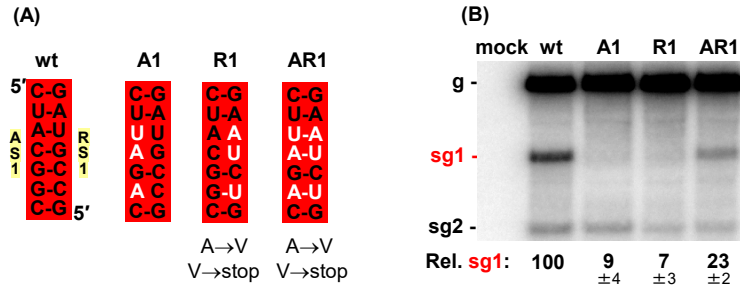 (A)
wt
5′
C-G
U-A
A-U
C-G
G-C
G-C
C-G
5′
AS1
RS1
A1
C-G
U-A
U U
A G
G-C
A C
C-G
R1
C-G
U-A
A A
C U
G-C
G-U
C-G
A→V
V→stop
AR1
C-G
U-A
U-A
A-U
G-C
A-U
C-G
A→V
V→stop
(B)
mock wt A1 R1 AR1
g -
sg1 -
sg2 -
Rel. sg1: 100 9 7 23
±4 ±3 ±2